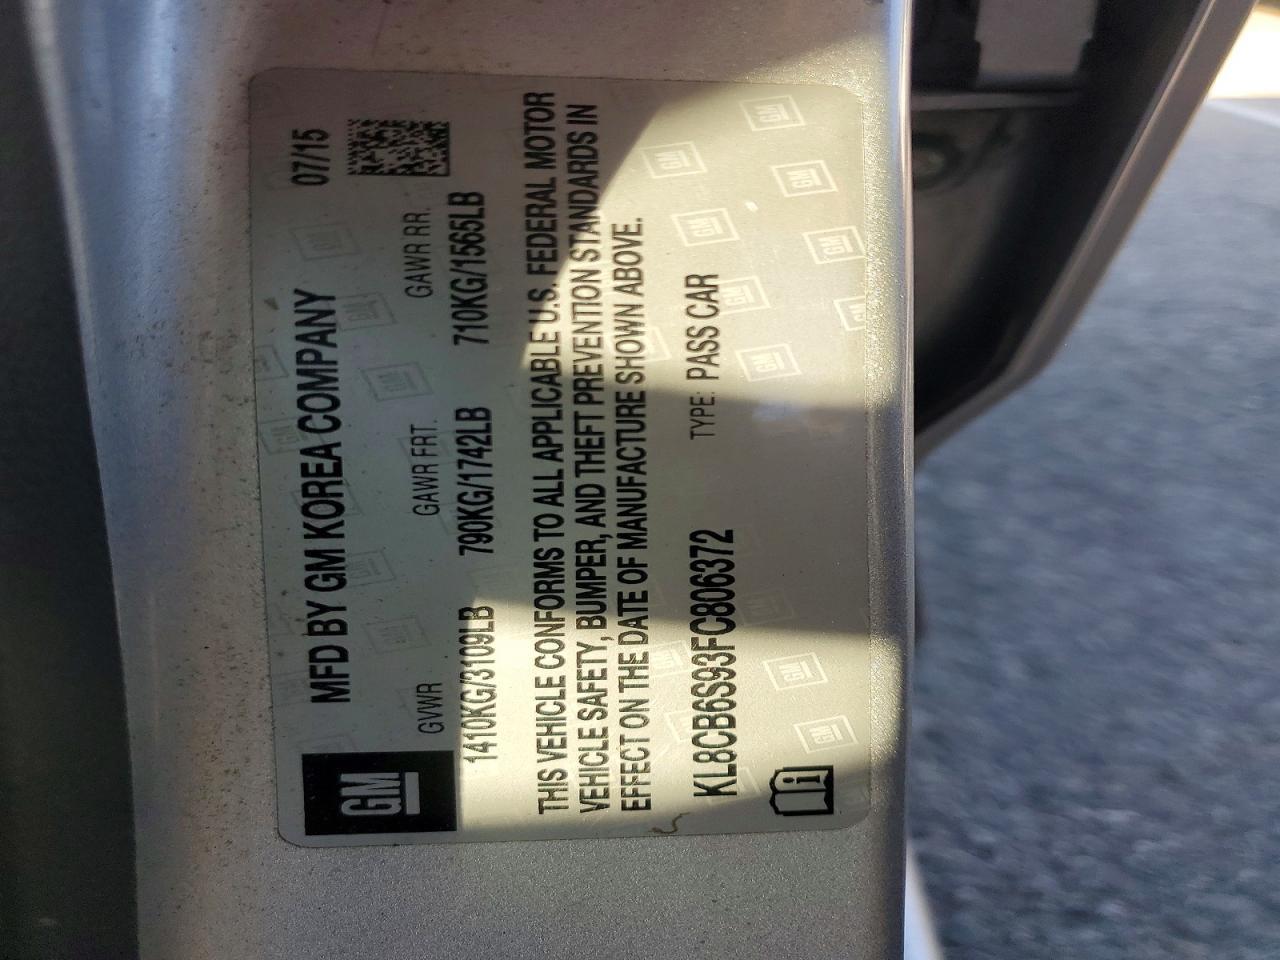 GM
MFD BY GM KOREA COMPANY 07/15
GVWR GAWR FRT. GAWR RR.
1410KG/3109LB 790KG/1742LB 710KG/1565LB
THIS VEHICLE CONFORMS TO ALL APPLICABLE U.S. FEDERAL MOTOR
VEHICLE SAFETY, BUMPER, AND THEFT PREVENTION STANDARDS IN
EFFECT ON THE DATE OF MANUFACTURE SHOWN ABOVE.
KL8CB6S93FC806372 TYPE: PASS CAR